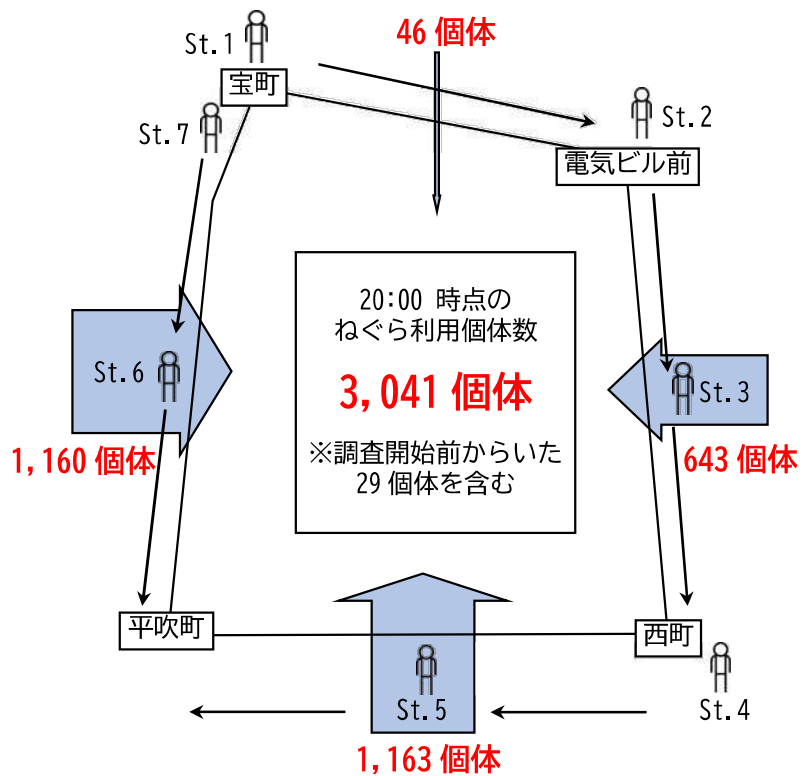 St.1
46 個体
宝町
St.2
St.7
電気ビル前
20:00 時点の
ねぐら利用個体数
3,041 個体
※調査開始前からいた
29 個体を含む
St.6
St.3
1,160 個体
643 個体
平吹町
西町
St.5
St.4
1,163 個体